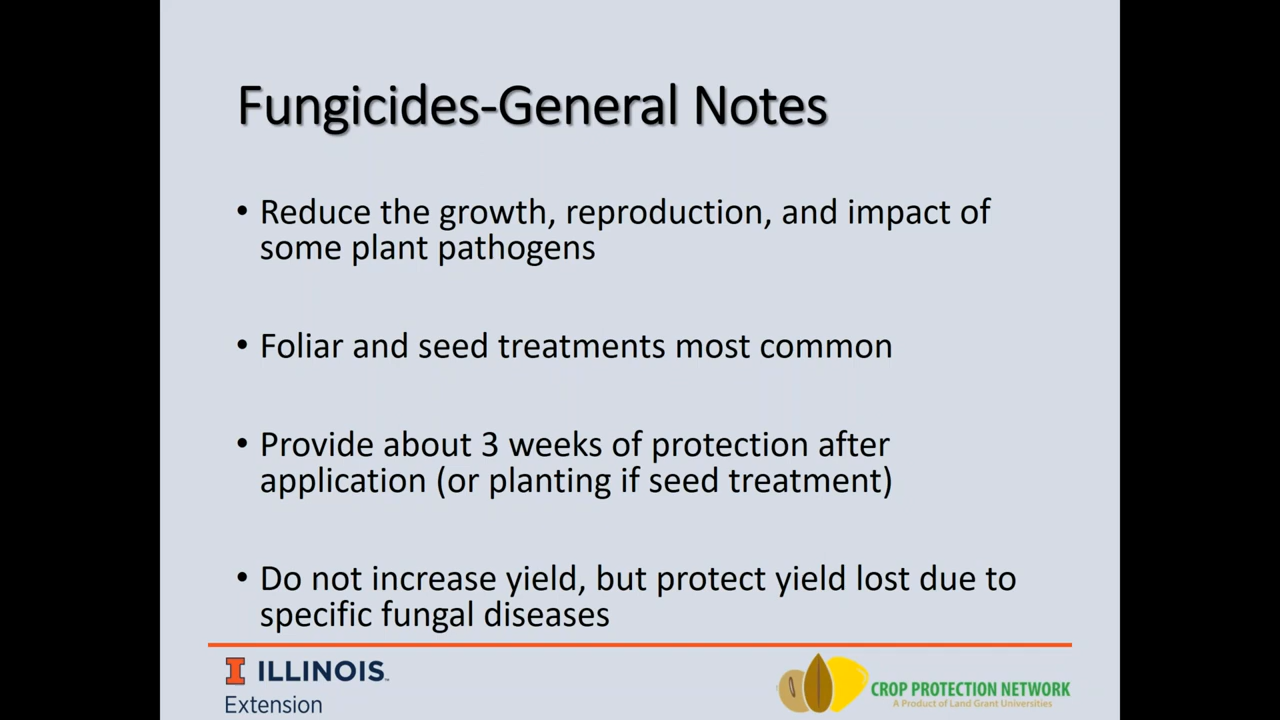 Fungicides-General Notes
• Reduce the growth, reproduction, and impact of
some plant pathogens
• Foliar and seed treatments most common
• Provide about 3 weeks of protection after
application (or planting if seed treatment)
• Do not increase yield, but protect yield lost due to
specific fungal diseases
I ILLINOIS
Extension
CROP PROTECTION NETWORK
A Product of Land Grant Universities